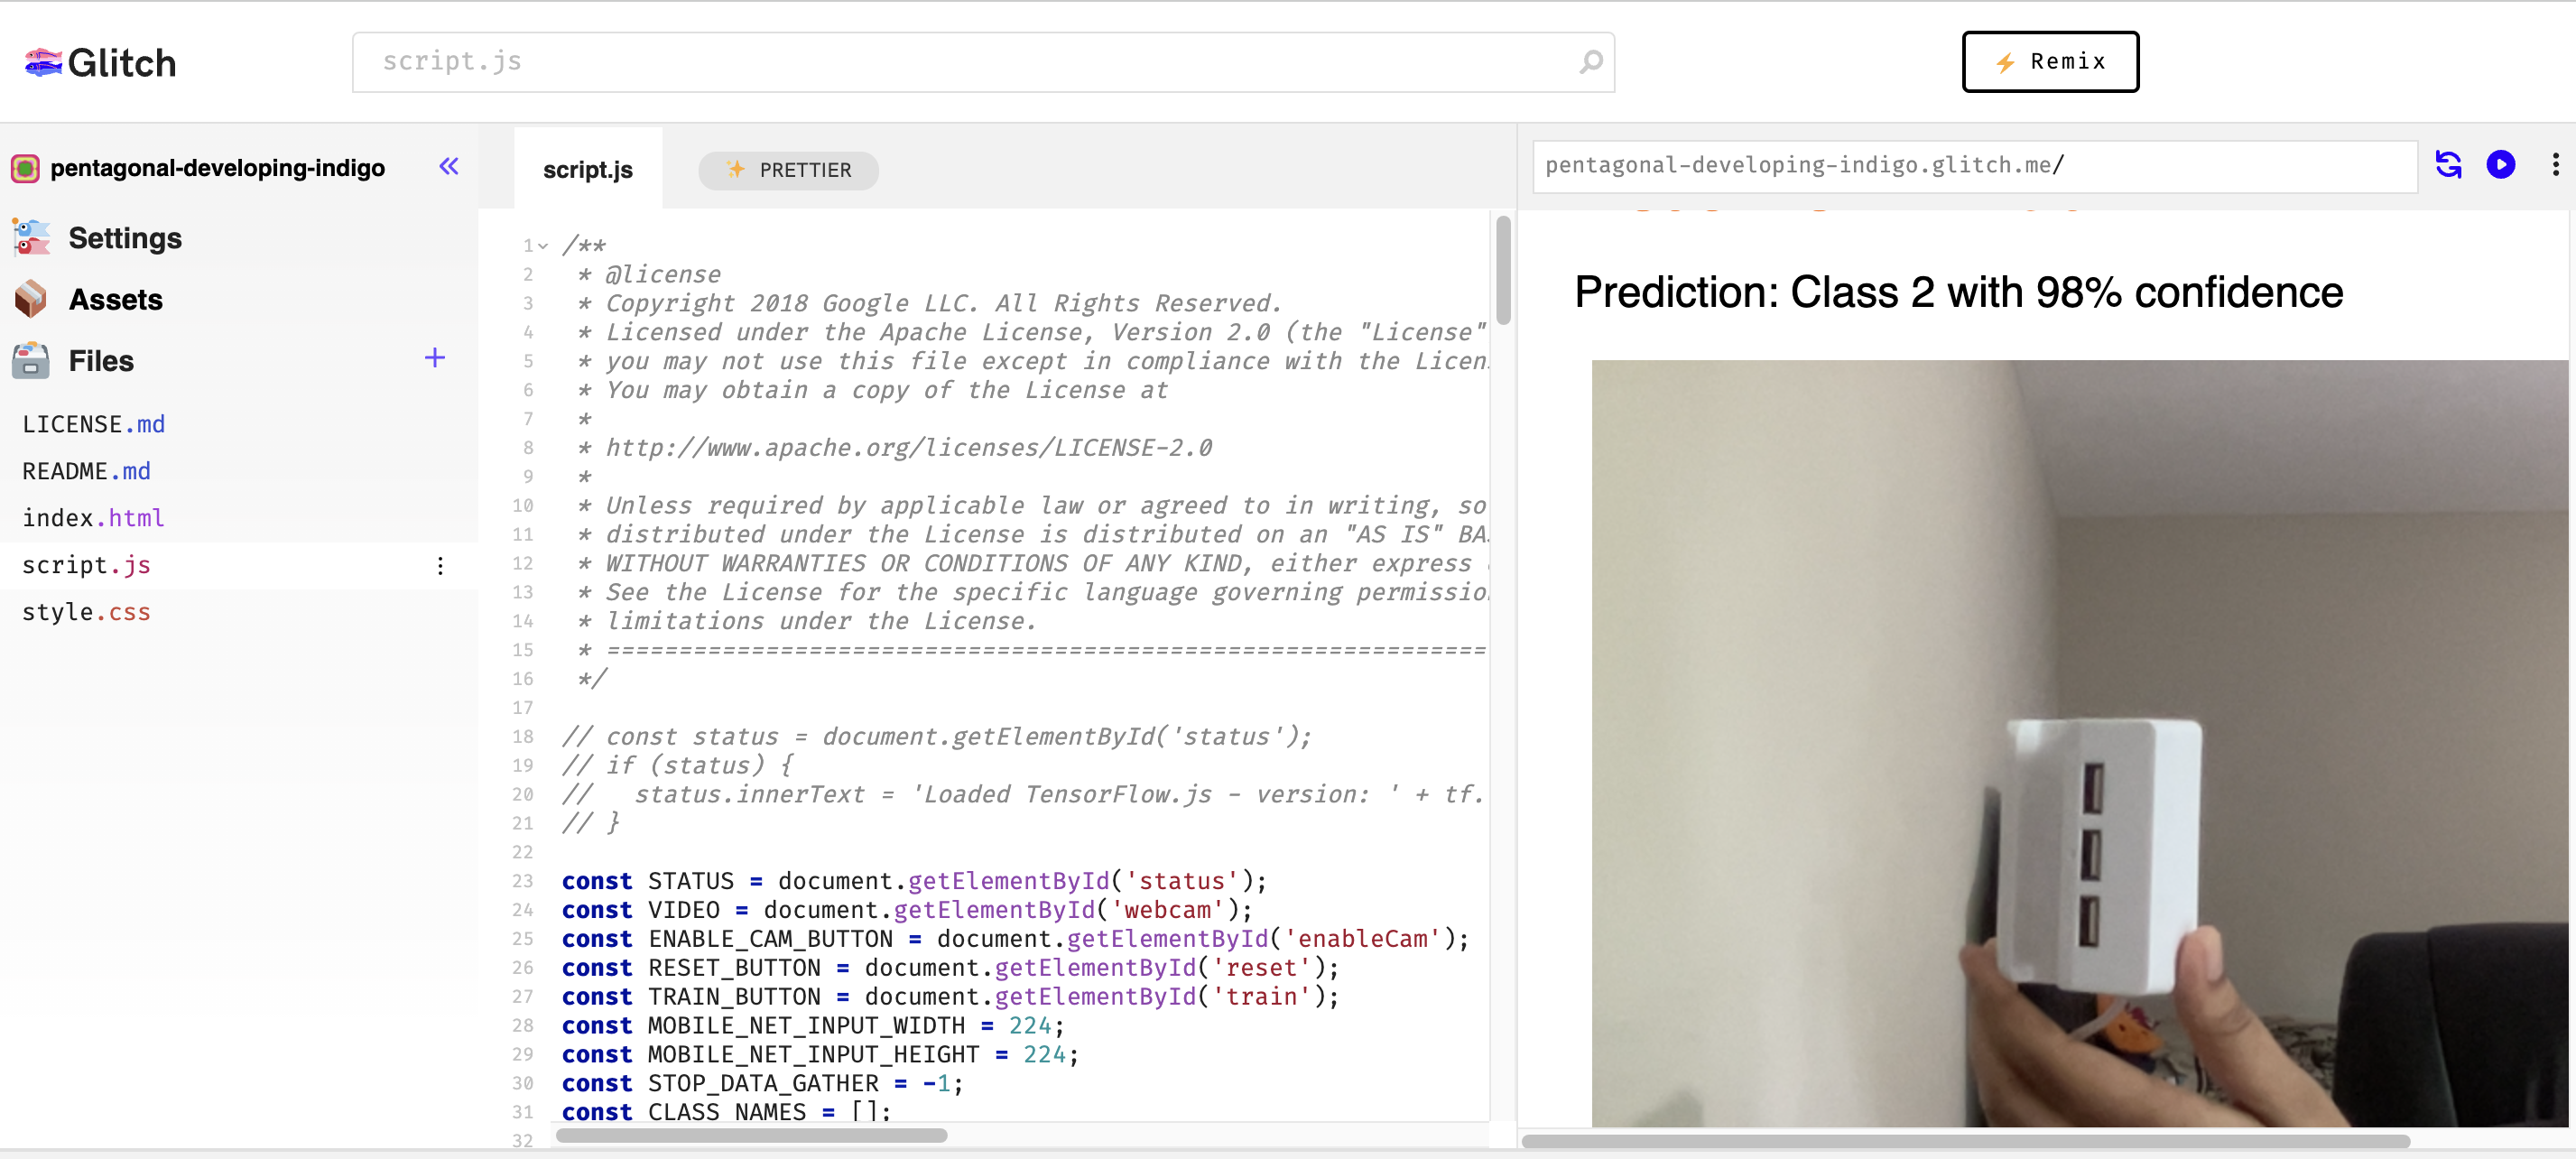 Glitch
script.js
Remix
pentagonal-developing-indigo
Settings
Assets
Files
LICENSE.md
README.md
index.html
script.js
style.css
script.js
PRETTIER
1 /**
2 * @license
3 * Copyright 2018 Google LLC. All Rights Reserved.
4 * Licensed under the Apache License, Version 2.0 (the "License"
5 * you may not use this file except in compliance with the Licen
6 * You may obtain a copy of the License at
7 *
8 * http://www.apache.org/licenses/LICENSE-2.0
9 *
10 * Unless required by applicable law or agreed to in writing, so
11 * distributed under the License is distributed on an "AS IS" BA
12 * WITHOUT WARRANTIES OR CONDITIONS OF ANY KIND, either express
13 * See the License for the specific language governing permissio
14 * limitations under the License.
15 * =============================================================
16 */
17
18 // const status = document.getElementById('status');
19 // if (status) {
20 //   status.innerText = 'Loaded TensorFlow.js - version: ' + tf.
21 // }
22
23 const STATUS = document.getElementById('status');
24 const VIDEO = document.getElementById('webcam');
25 const ENABLE_CAM_BUTTON = document.getElementById('enableCam');
26 const RESET_BUTTON = document.getElementById('reset');
27 const TRAIN_BUTTON = document.getElementById('train');
28 const MOBILE_NET_INPUT_WIDTH = 224;
29 const MOBILE_NET_INPUT_HEIGHT = 224;
30 const STOP_DATA_GATHER = -1;
31 const CLASS_NAMES = [];
32
pentagonal-developing-indigo.glitch.me/
Prediction: Class 2 with 98% confidence